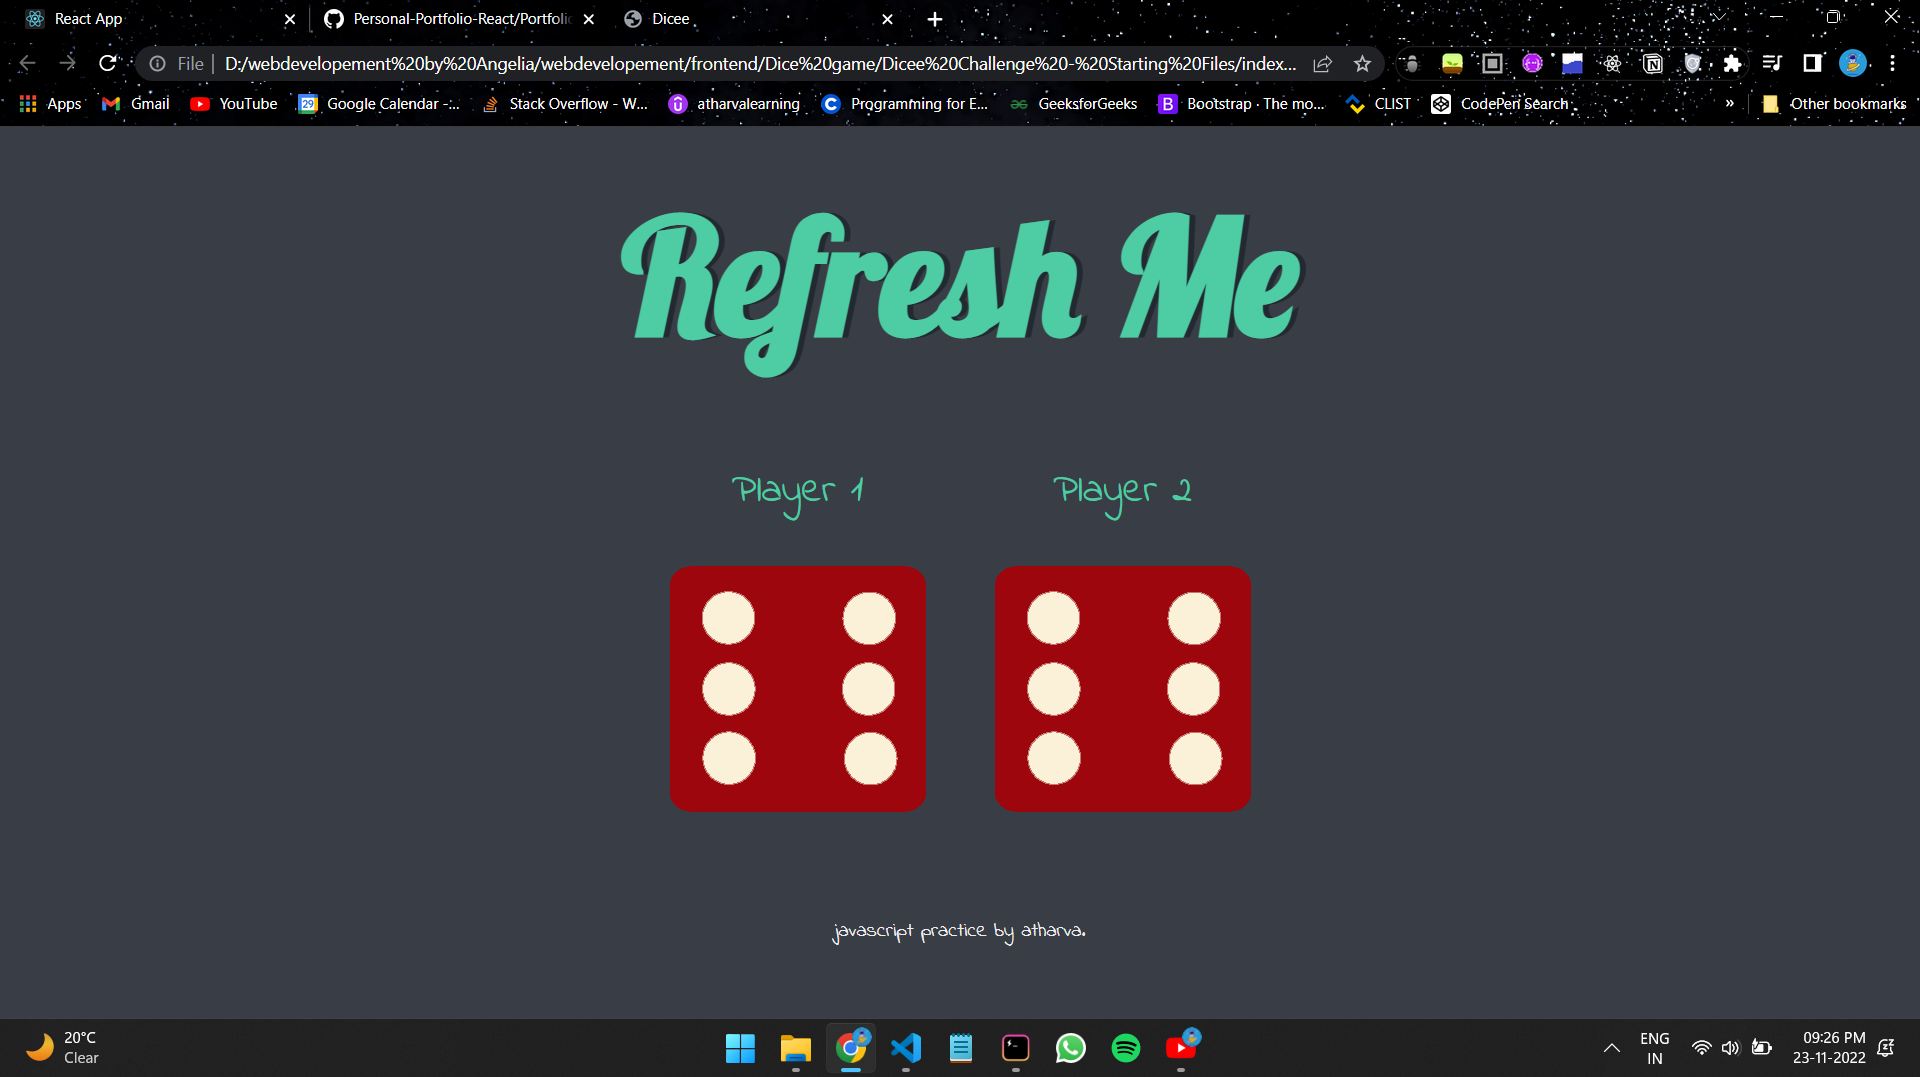 React App
Personal-Portfolio-React/Portfolio
Dicee
File
D:/webdevelopement%20by%20Angelia/webdevelopement/frontend/Dice%20game/Dicee%20Challenge%20-%20Starting%20Files/index...
Apps
Gmail
YouTube
29
Google Calendar -...
Stack Overflow - W...
atharvalearning
Programming for E...
GeeksforGeeks
B
Bootstrap · The mo...
CLIST
CodePen Search
»
Other bookmarks
Refresh Me
Player 1
Player 2
javascript practice by atharva.
20°C
Clear
ENG
IN
09:26 PM
23-11-2022